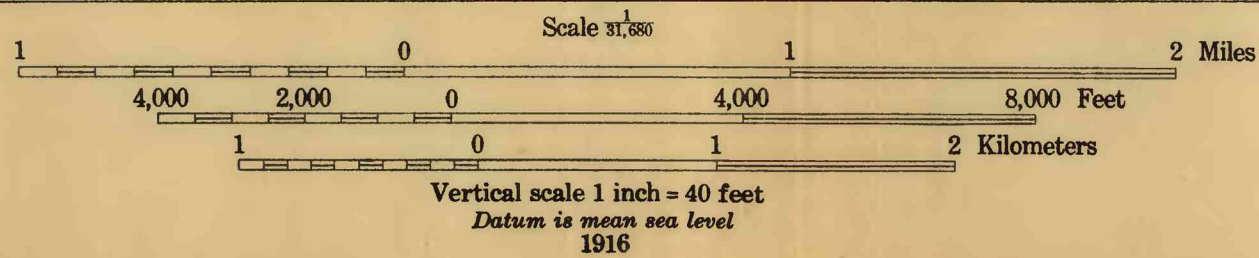 Scale 1/31,680
1 0 1 2 Miles
4,000 2,000 0 4,000 8,000 Feet
1 0 1 2 Kilometers
Vertical scale 1 inch = 40 feet
Datum is mean sea level
1916